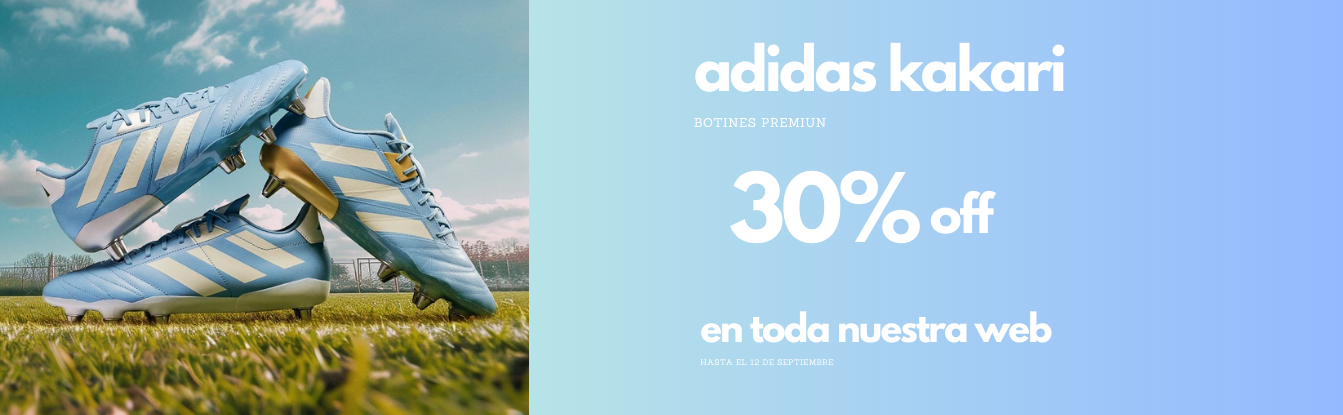 adidas kakari
BOTINES PREMIUN
30% off
en toda nuestra web
HASTA EL 12 DE SEPTIEMBRE